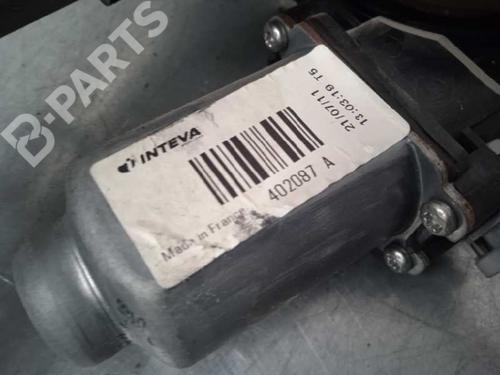 B-PARTS
INTEVA
402087 A
Made in France
21/07/11
13:03:19 T5